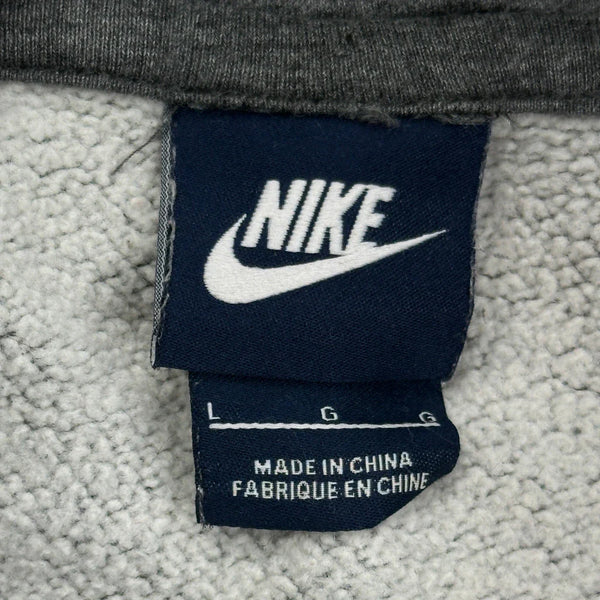 NIKE
L G G
MADE IN CHINA
FABRIQUE EN CHINE